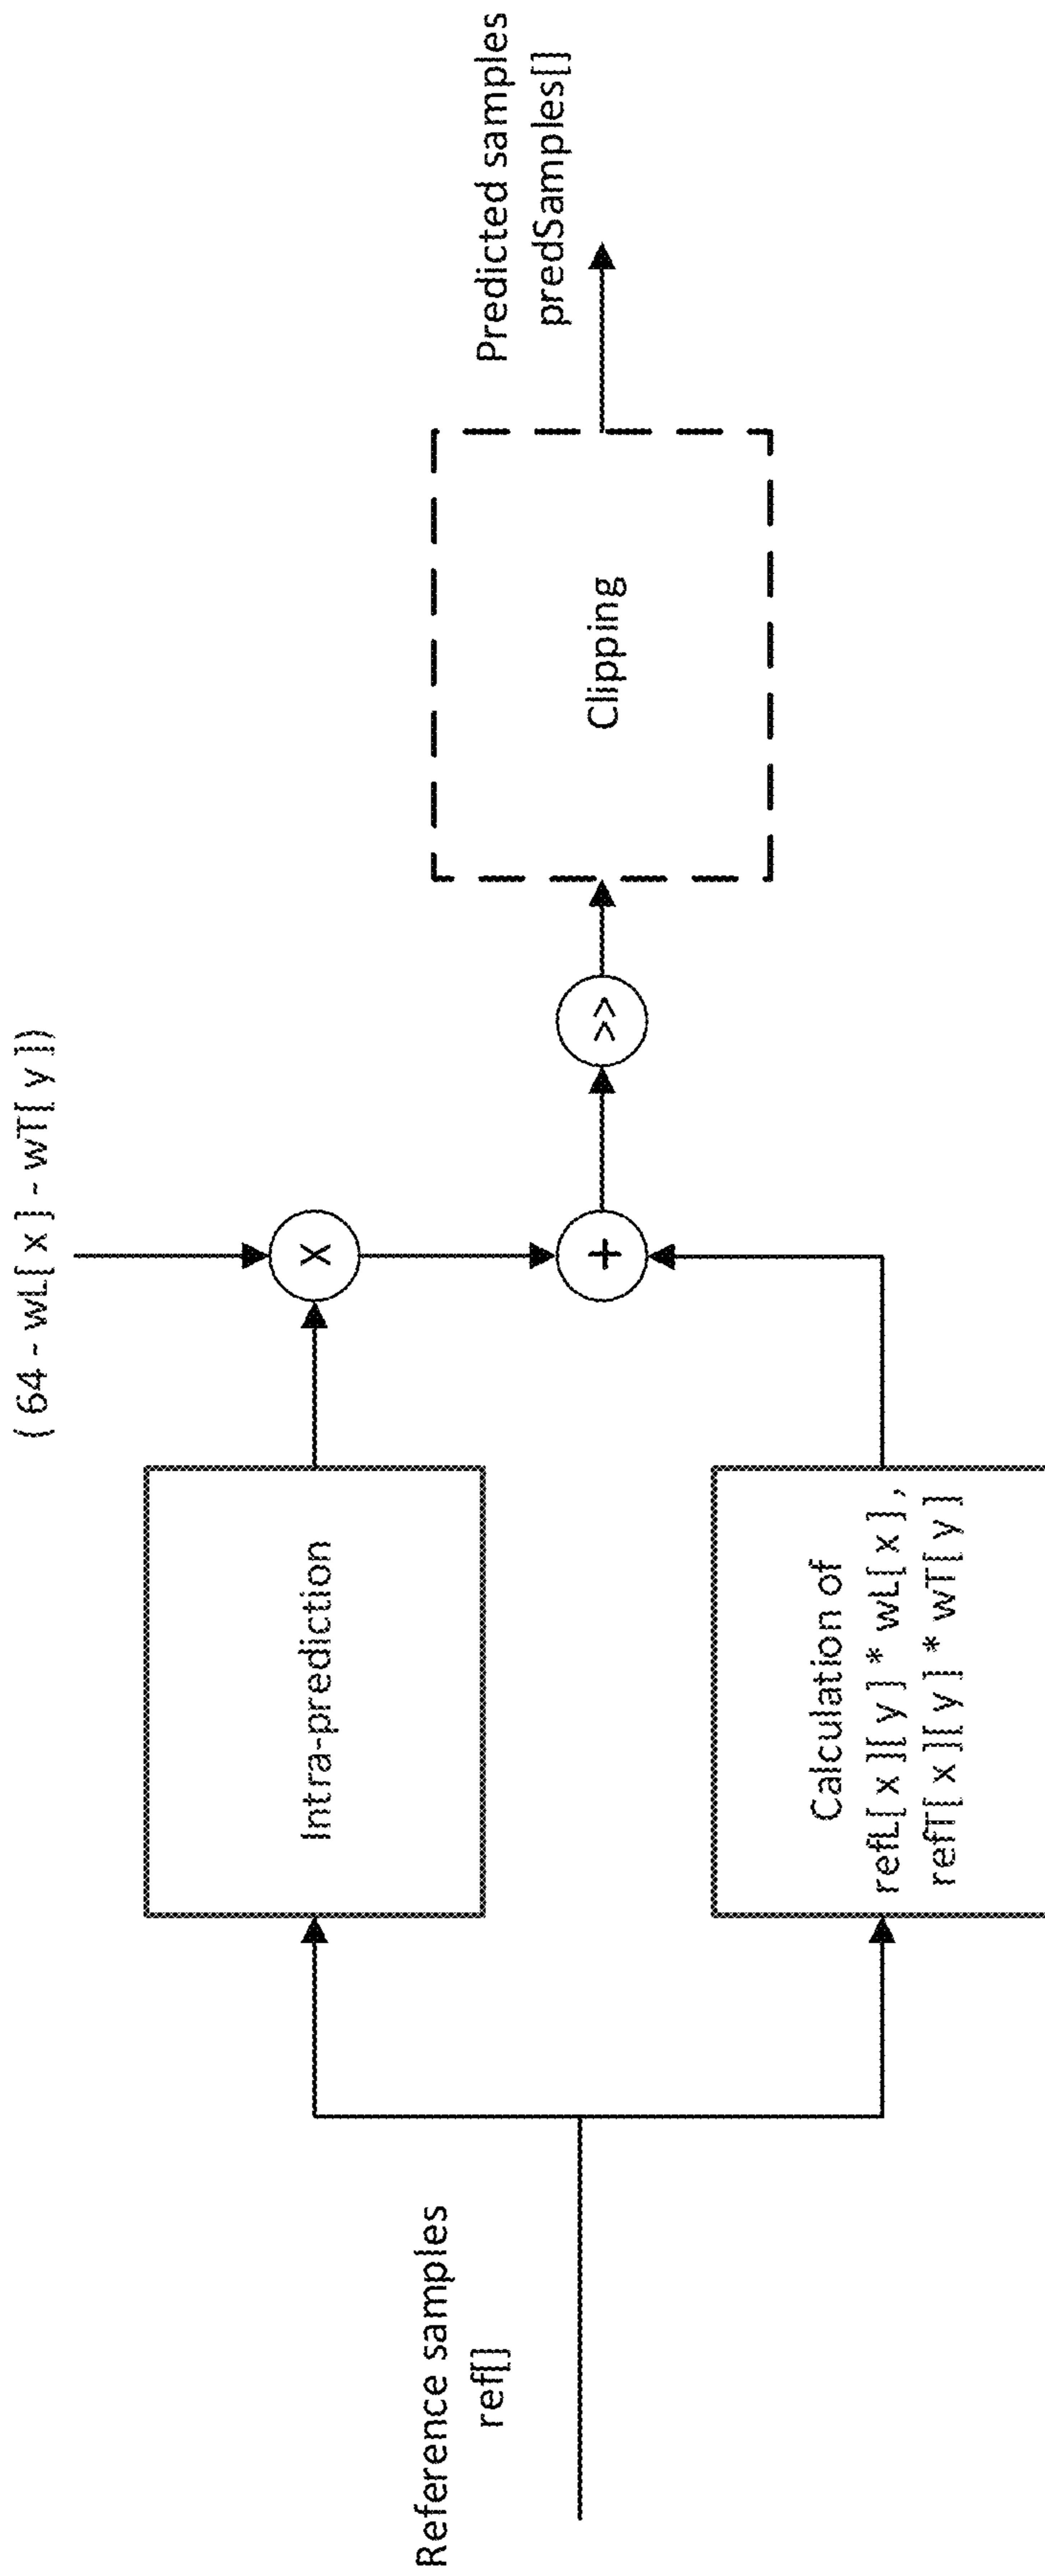 Reference samples
ref[]
Intra-prediction
Calculation of
refL[ x ][ y ] * wL[ x ] ,
refT[ x ][ y ] * wT[ y ]
( 64 - wL[ x ] - wT[ y ])
x
+
>>
Clipping
Predicted samples
predSamples[]